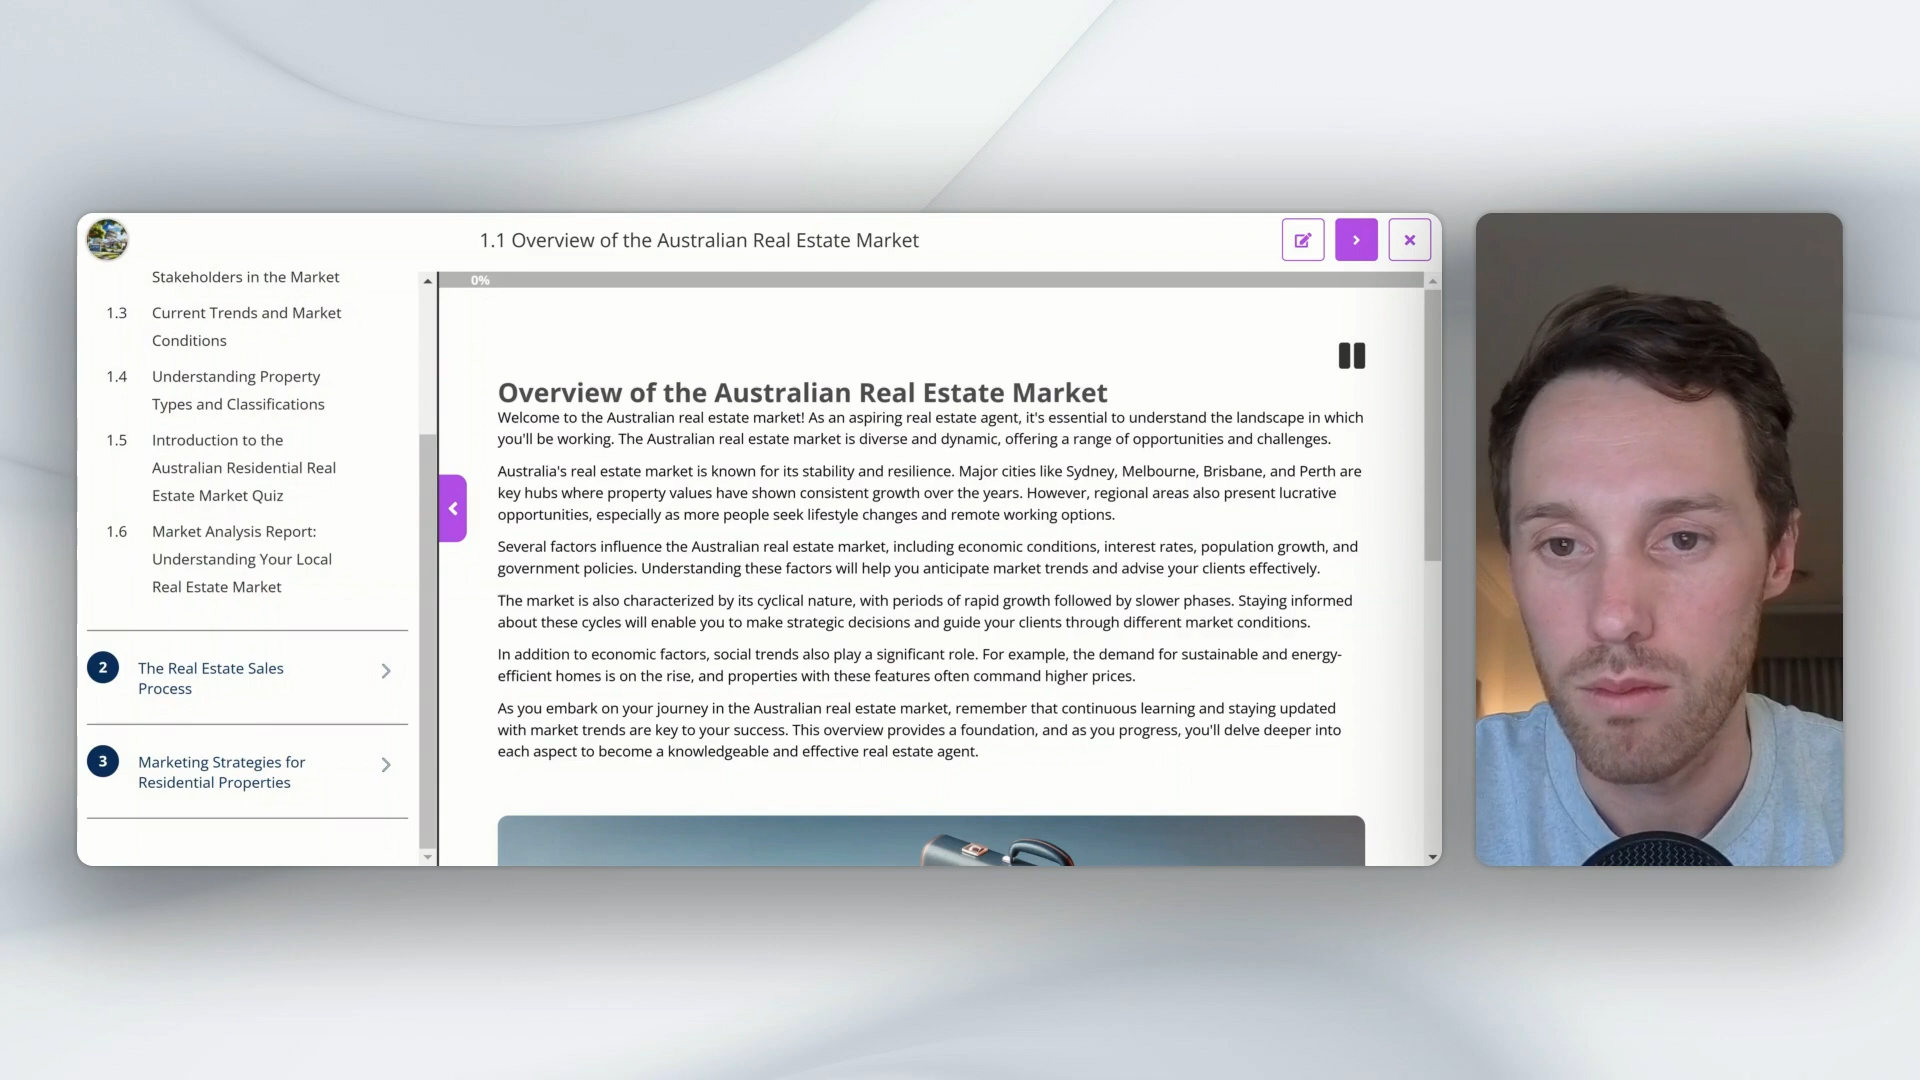 1.1 Overview of the Australian Real Estate Market
Stakeholders in the Market
1.3 Current Trends and Market
Conditions
1.4 Understanding Property
Types and Classifications
1.5 Introduction to the
Australian Residential Real
Estate Market Quiz
1.6 Market Analysis Report:
Understanding Your Local
Real Estate Market
2 The Real Estate Sales
Process
3 Marketing Strategies for
Residential Properties
0%
Overview of the Australian Real Estate Market
Welcome to the Australian real estate market! As an aspiring real estate agent, it's essential to understand the landscape in which
you'll be working. The Australian real estate market is diverse and dynamic, offering a range of opportunities and challenges.
Australia's real estate market is known for its stability and resilience. Major cities like Sydney, Melbourne, Brisbane, and Perth are
key hubs where property values have shown consistent growth over the years. However, regional areas also present lucrative
opportunities, especially as more people seek lifestyle changes and remote working options.
Several factors influence the Australian real estate market, including economic conditions, interest rates, population growth, and
government policies. Understanding these factors will help you anticipate market trends and advise your clients effectively.
The market is also characterized by its cyclical nature, with periods of rapid growth followed by slower phases. Staying informed
about these cycles will enable you to make strategic decisions and guide your clients through different market conditions.
In addition to economic factors, social trends also play a significant role. For example, the demand for sustainable and energy-
efficient homes is on the rise, and properties with these features often command higher prices.
As you embark on your journey in the Australian real estate market, remember that continuous learning and staying updated
with market trends are key to your success. This overview provides a foundation, and as you progress, you'll delve deeper into
each aspect to become a knowledgeable and effective real estate agent.